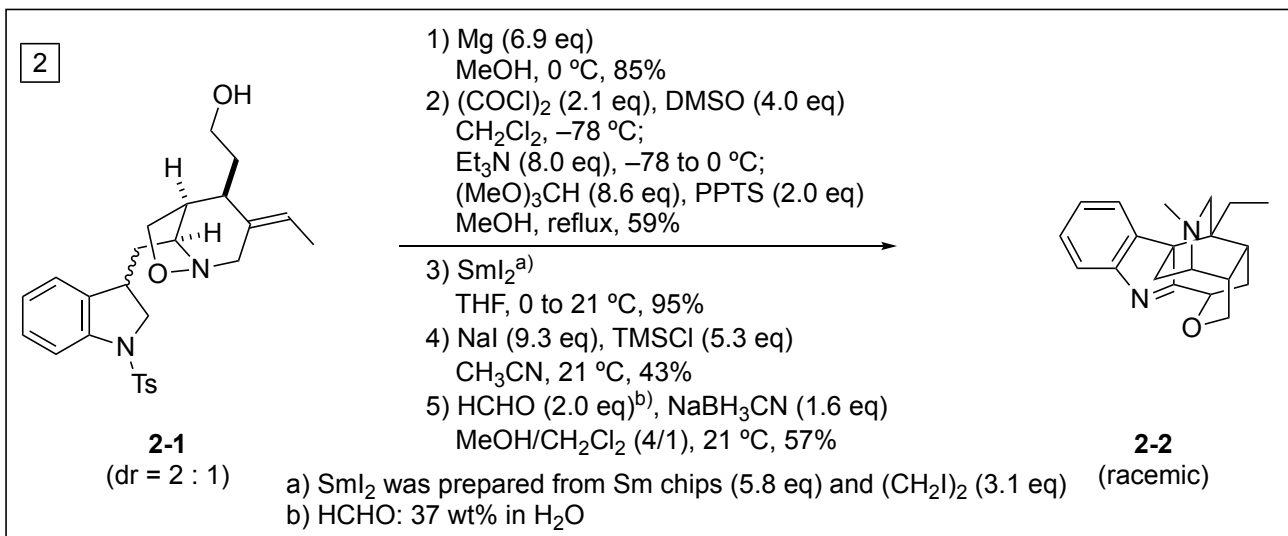 2
1) Mg (6.9 eq)
MeOH, 0 ºC, 85%
2) (COCl)₂ (2.1 eq), DMSO (4.0 eq)
CH₂Cl₂, –78 ºC;
Et₃N (8.0 eq), –78 to 0 ºC;
(MeO)₃CH (8.6 eq), PPTS (2.0 eq)
MeOH, reflux, 59%
3) SmI₂ᵃ⁾
THF, 0 to 21 ºC, 95%
4) NaI (9.3 eq), TMSCl (5.3 eq)
CH₃CN, 21 ºC, 43%
5) HCHO (2.0 eq)ᵇ⁾, NaBH₃CN (1.6 eq)
MeOH/CH₂Cl₂ (4/1), 21 ºC, 57%
OH
H
H
O
N
N
Ts
2-1
(dr = 2 : 1)
N
N
O
2-2
(racemic)
a) SmI₂ was prepared from Sm chips (5.8 eq) and (CH₂I)₂ (3.1 eq)
b) HCHO: 37 wt% in H₂O